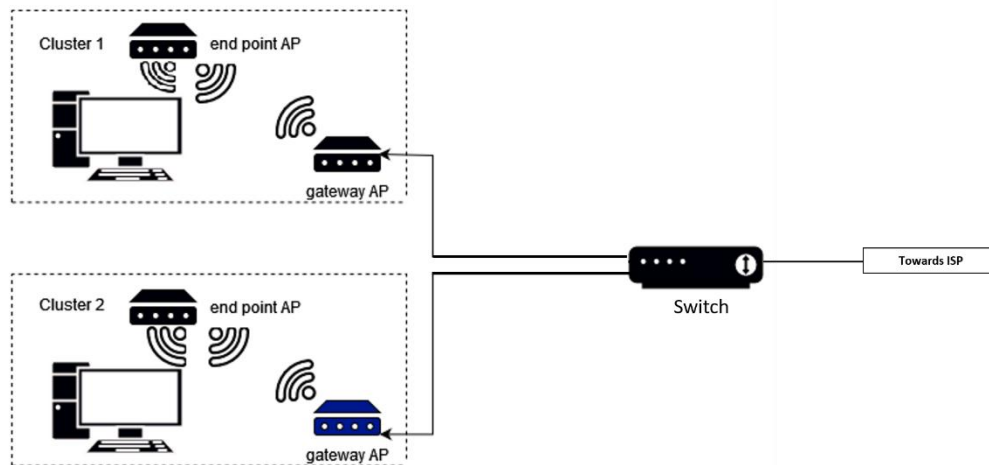 Cluster 1
end point AP
gateway AP
Towards ISP
Switch
Cluster 2
end point AP
gateway AP